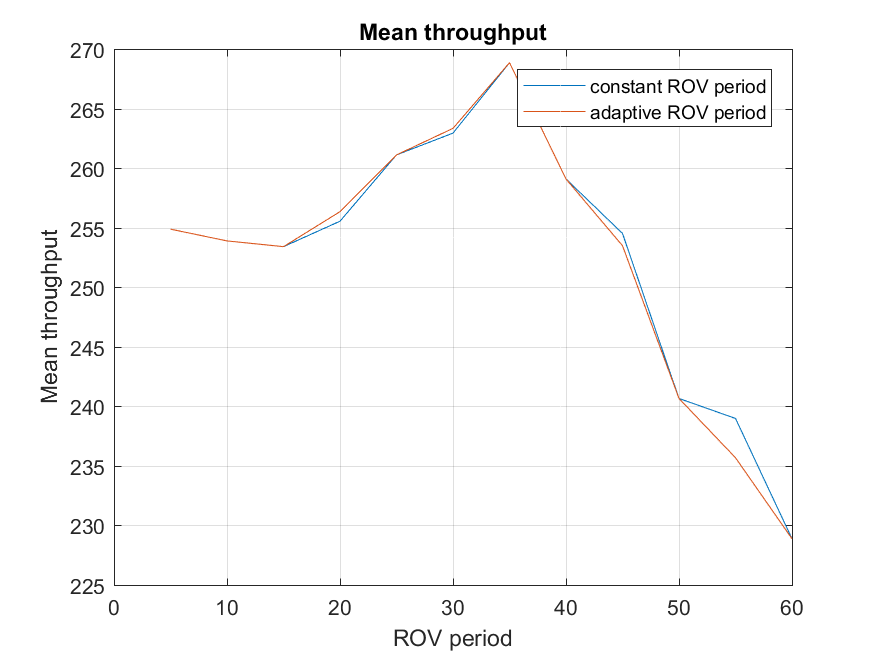 Mean throughput
270
265
260
255
250
245
240
235
230
225
Mean throughput
constant ROV period
adaptive ROV period
0 10 20 30 40 50 60
ROV period